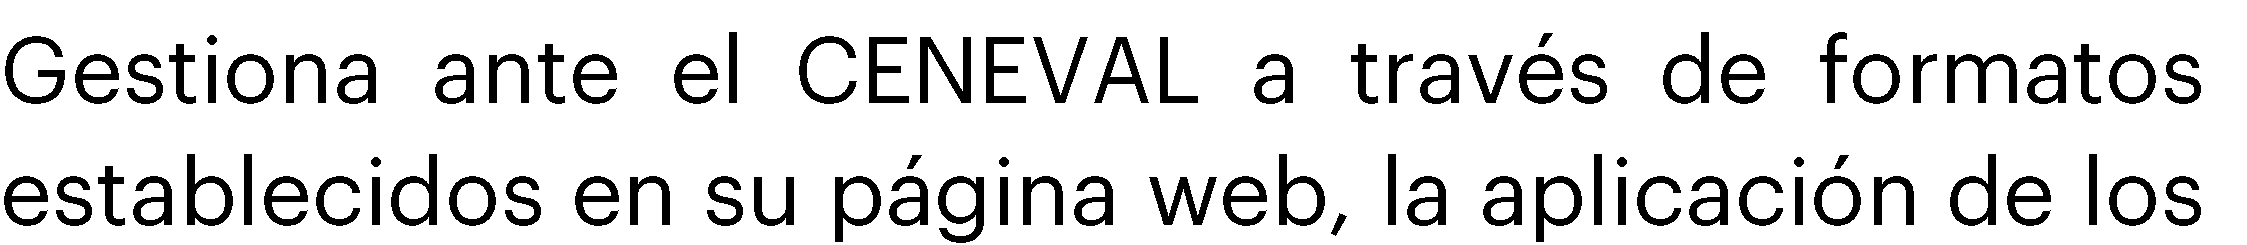 Gestiona ante el CENEVAL a través de formatos
establecidos en su página web, la aplicación de los